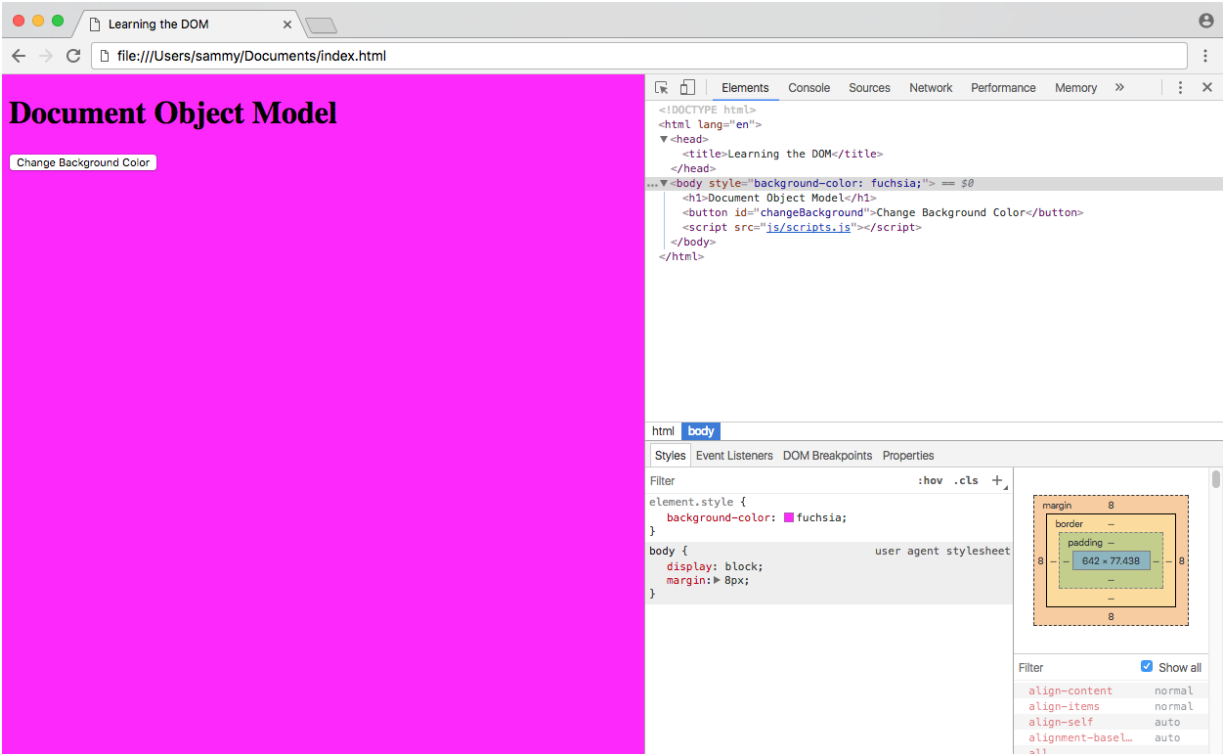 Learning the DOM
file:///Users/sammy/Documents/index.html
Document Object Model
Change Background Color
Elements Console Sources Network Performance Memory »
<!DOCTYPE html>
<html lang="en">
<head>
<title>Learning the DOM</title>
</head>
…<body style="background-color: fuchsia;"> == $0
<h1>Document Object Model</h1>
<button id="changeBackground">Change Background Color</button>
<script src="js/scripts.js"></script>
</body>
</html>
html body
Styles Event Listeners DOM Breakpoints Properties
Filter :hov .cls +
element.style {
background-color: fuchsia;
}
body { user agent stylesheet
display: block;
margin: 8px;
}
margin 8
border –
padding –
8 – – 642 × 77.438 – – 8
–
–
8
Filter Show all
align-content normal
align-items normal
align-self auto
alignment-basel… auto
all